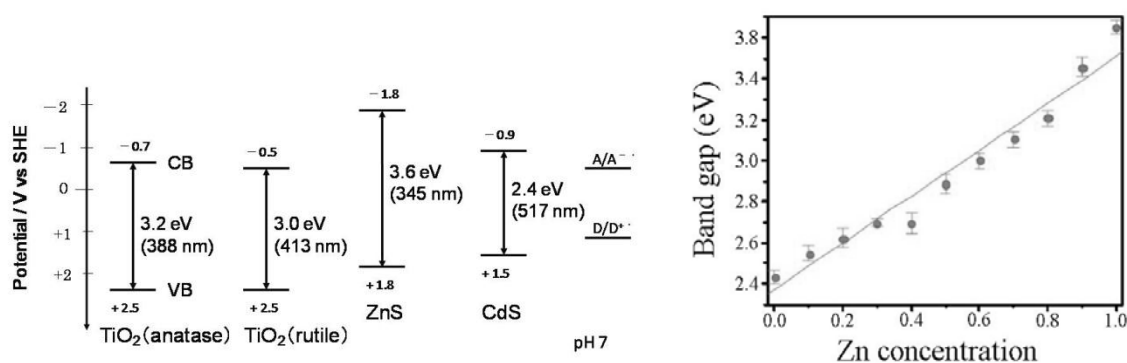 Potential / V vs SHE
−2
−1
0
+1
+2
−0.7
CB
3.2 eV
(388 nm)
VB
+2.5
TiO₂(anatase)
−0.5
3.0 eV
(413 nm)
+2.5
TiO₂(rutile)
−1.8
3.6 eV
(345 nm)
+1.8
ZnS
−0.9
2.4 eV
(517 nm)
+1.5
CdS
A/A⁻·
D/D⁺·
pH 7
Band gap (eV)
3.8
3.4
3.2
3.0
2.8
2.6
2.4
0.0 0.2 0.4 0.6 0.8 1.0
Zn concentration